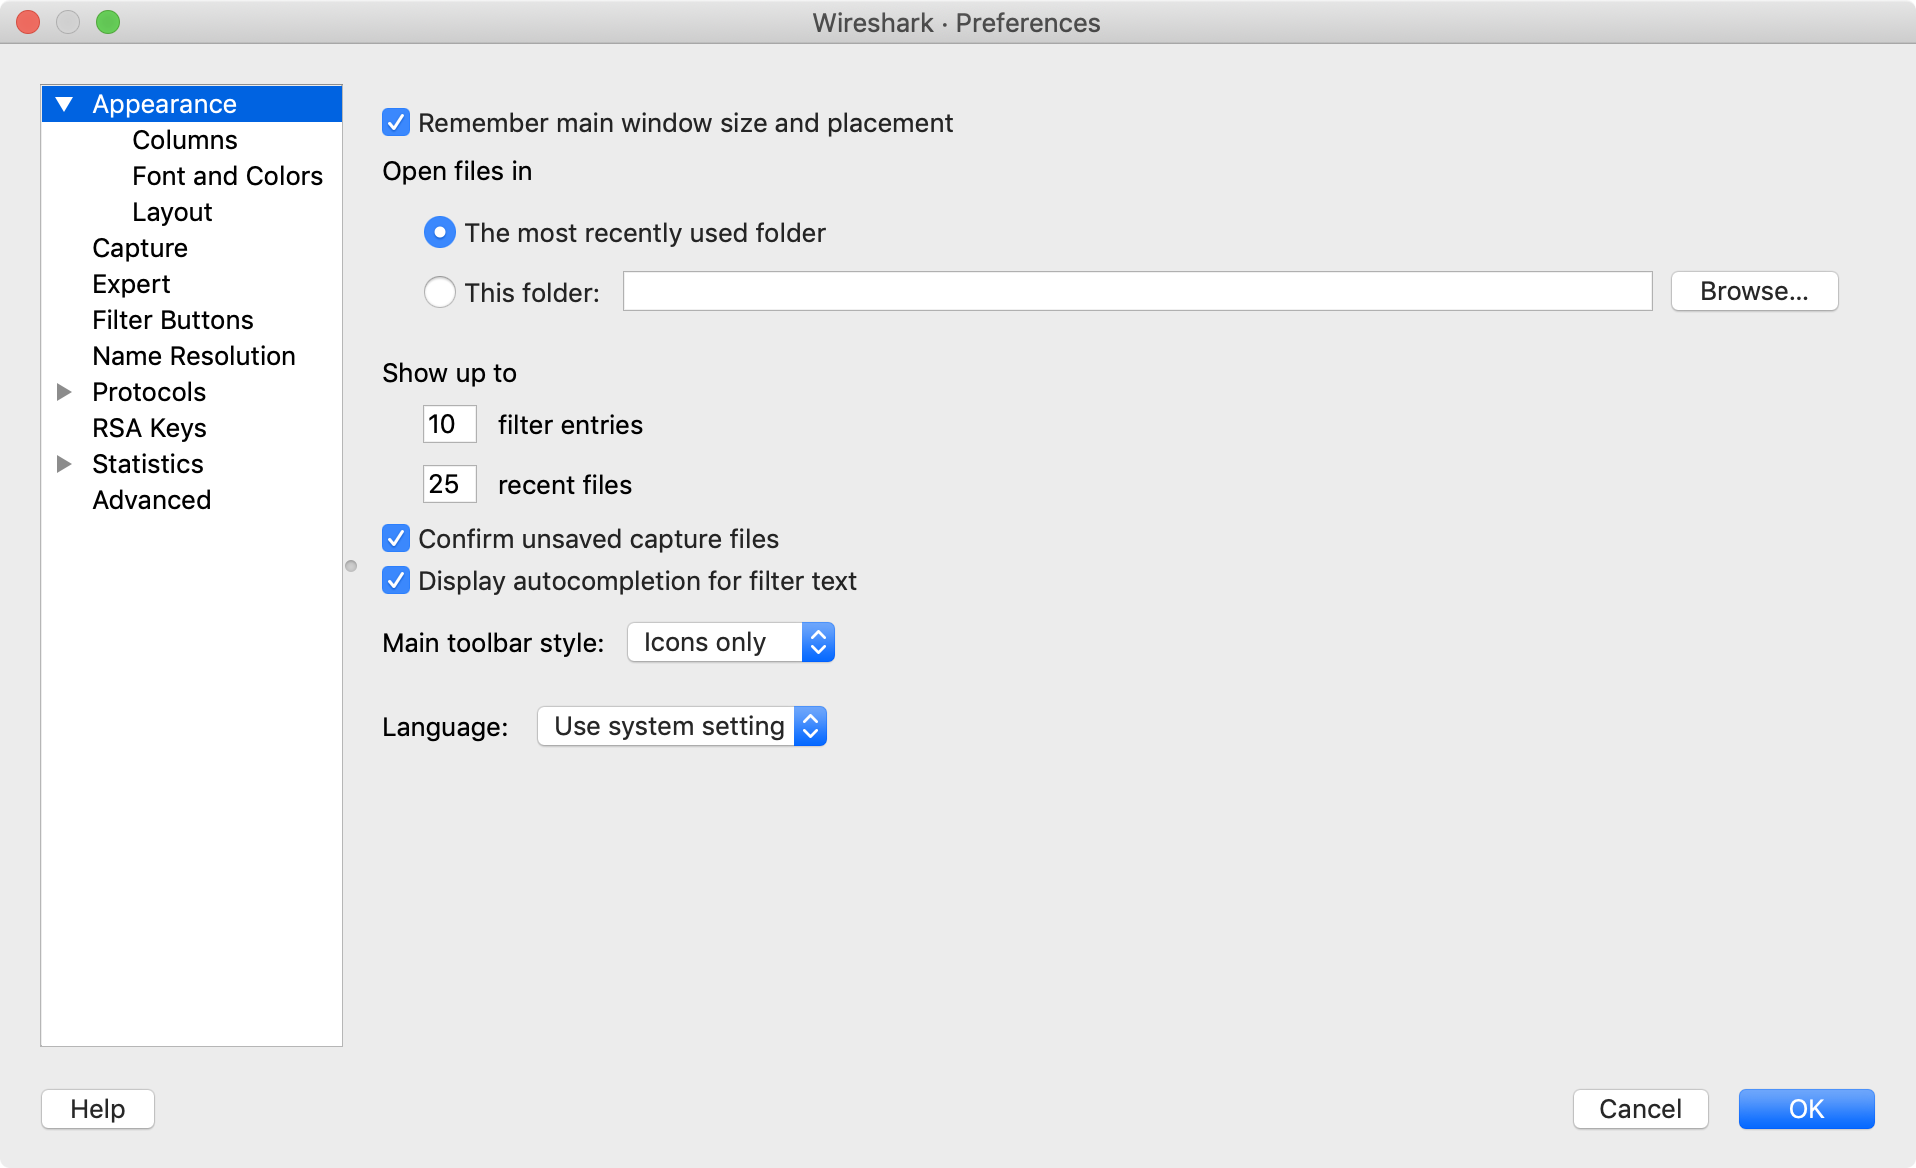 Wireshark · Preferences
Appearance
Columns
Font and Colors
Layout
Capture
Expert
Filter Buttons
Name Resolution
Protocols
RSA Keys
Statistics
Advanced
Remember main window size and placement
Open files in
The most recently used folder
This folder:
Browse...
Show up to
10 filter entries
25 recent files
Confirm unsaved capture files
Display autocompletion for filter text
Main toolbar style: Icons only
Language: Use system setting
Help
Cancel
OK